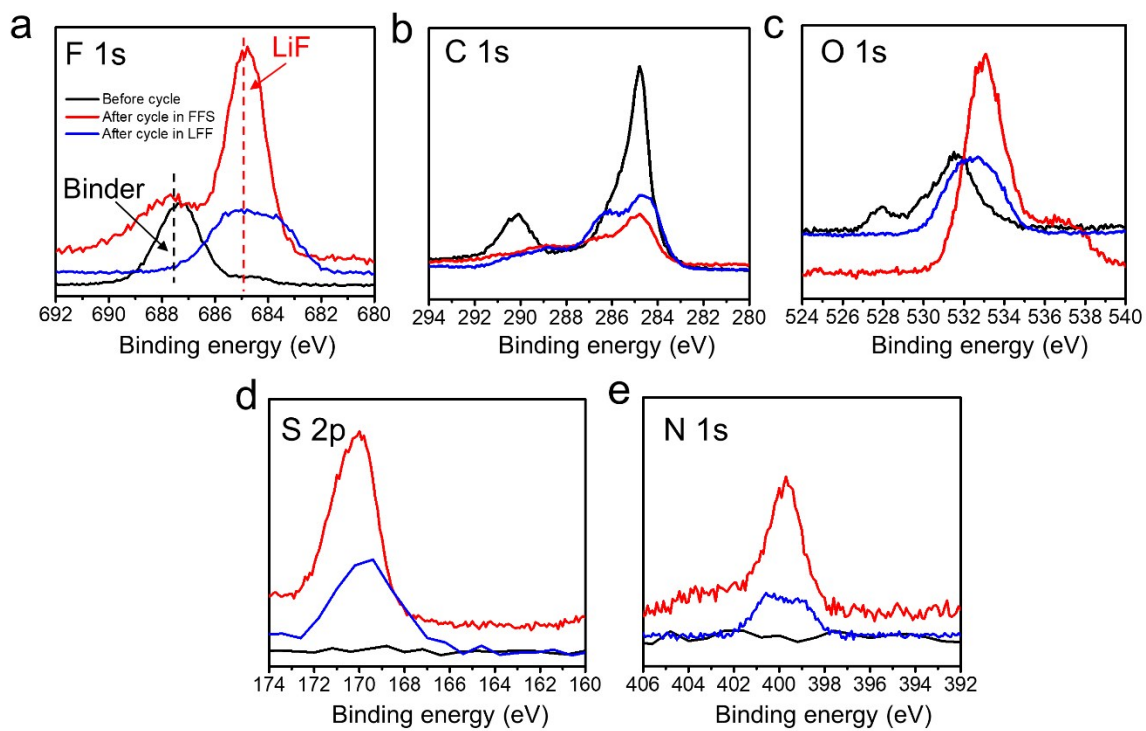 a
F 1s
LiF
Before cycle
After cycle in FFS
After cycle in LFF
Binder
692 690 688 686 684 682 680
Binding energy (eV)
b
C 1s
294 292 290 288 286 284 282 280
Binding energy (eV)
c
O 1s
524 526 528 530 532 534 536 538 540
Binding energy (eV)
d
S 2p
174 172 170 168 166 164 162 160
Binding energy (eV)
e
N 1s
406 404 402 400 398 396 394 392
Binding energy (eV)